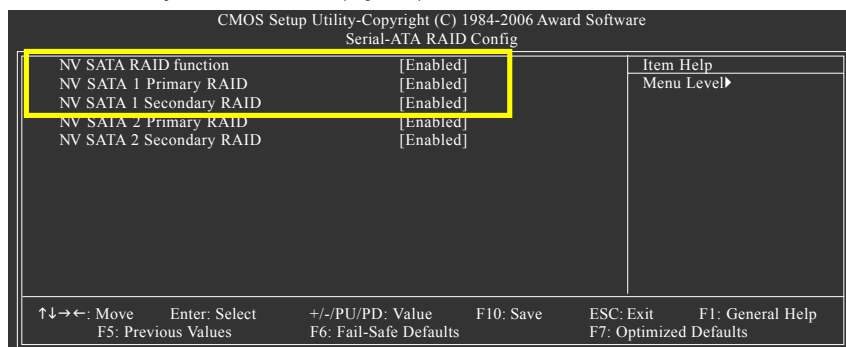 CMOS Setup Utility-Copyright (C) 1984-2006 Award Software
Serial-ATA RAID Config
NV SATA RAID function [Enabled] Item Help
NV SATA 1 Primary RAID [Enabled] Menu Level▶
NV SATA 1 Secondary RAID [Enabled]
NV SATA 2 Primary RAID [Enabled]
NV SATA 2 Secondary RAID [Enabled]
↑↓→←: Move Enter: Select +/-/PU/PD: Value F10: Save ESC: Exit F1: General Help
F5: Previous Values F6: Fail-Safe Defaults F7: Optimized Defaults